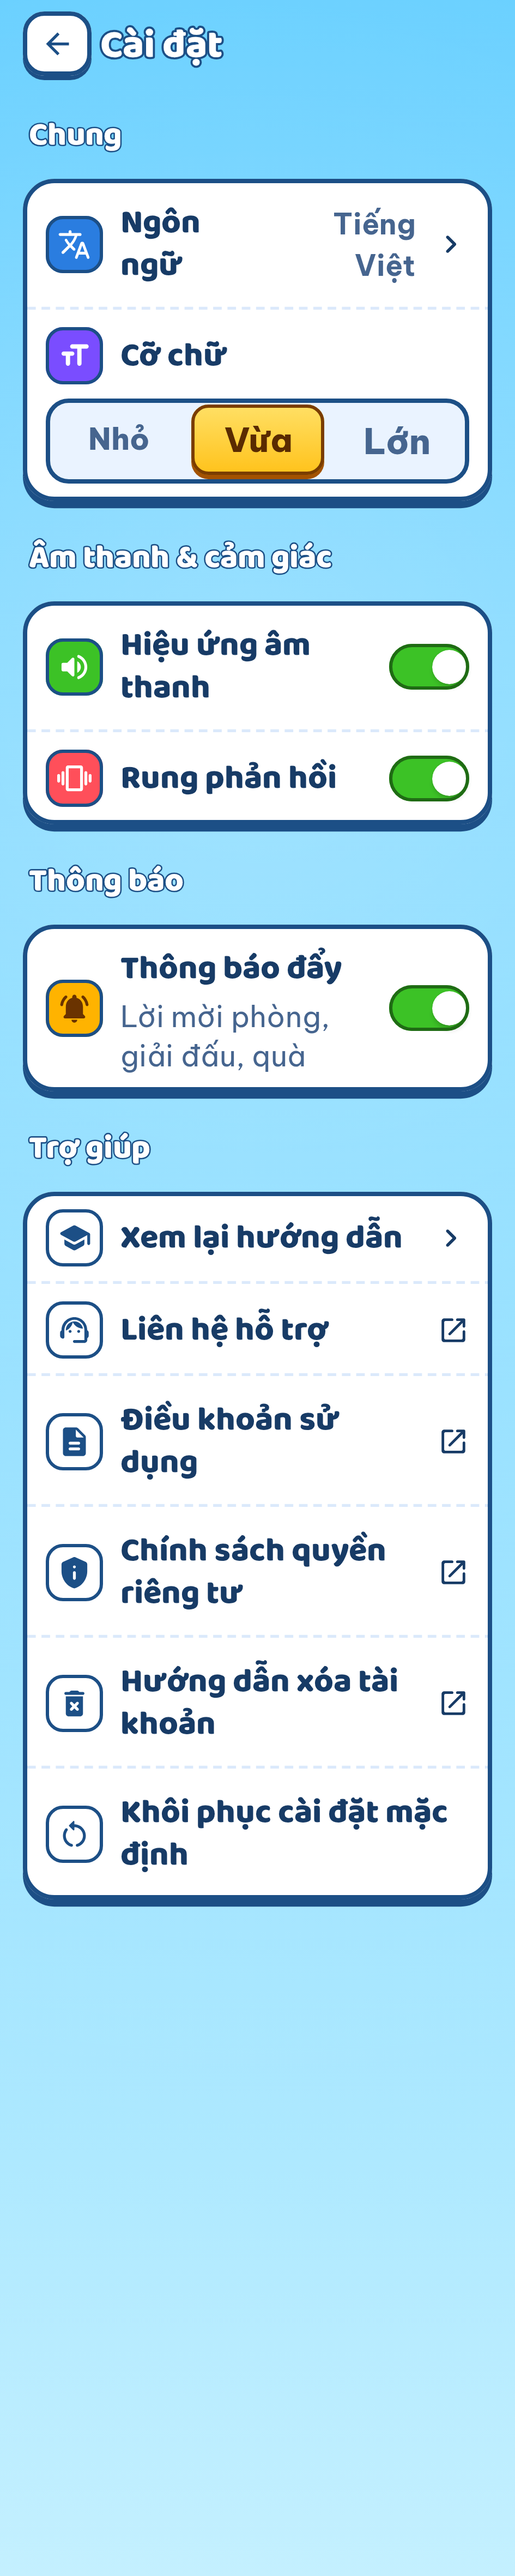 Cài đặt
Chung
Ngôn
ngữ
Tiếng
Việt
Cỡ chữ
Nhỏ
Vừa
Lớn
Âm thanh & cảm giác
Hiệu ứng âm
thanh
Rung phản hồi
Thông báo
Thông báo đẩy
Lời mời phòng,
giải đấu, quà
Trợ giúp
Xem lại hướng dẫn
Liên hệ hỗ trợ
Điều khoản sử
dụng
Chính sách quyền
riêng tư
Hướng dẫn xóa tài
khoản
Khôi phục cài đặt mặc
định